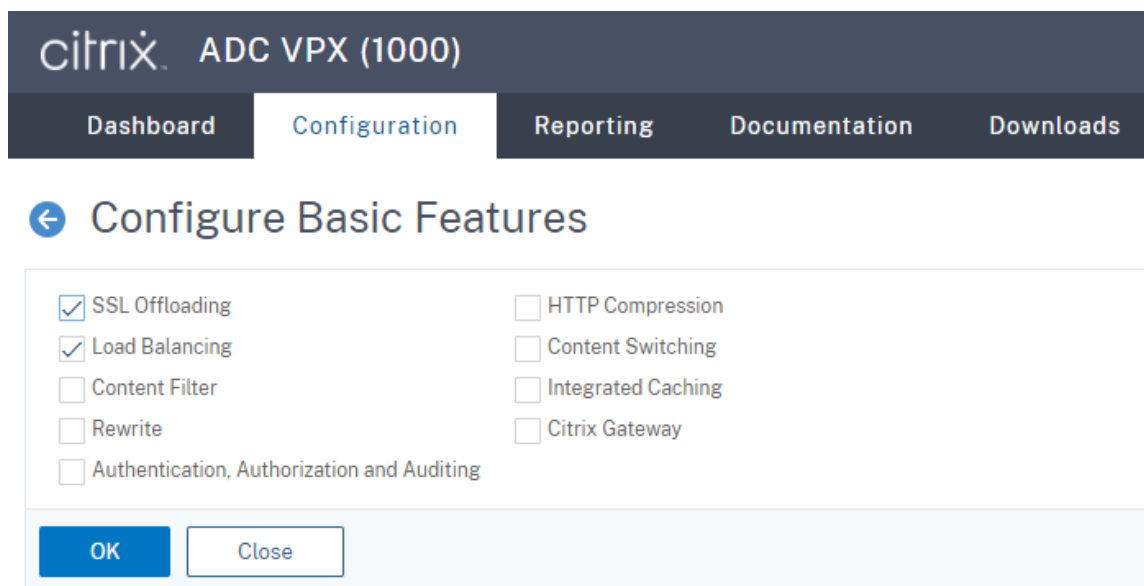 citrix. ADC VPX (1000)
Dashboard Configuration Reporting Documentation Downloads
Configure Basic Features
SSL Offloading HTTP Compression
Load Balancing Content Switching
Content Filter Integrated Caching
Rewrite Citrix Gateway
Authentication, Authorization and Auditing
OK Close